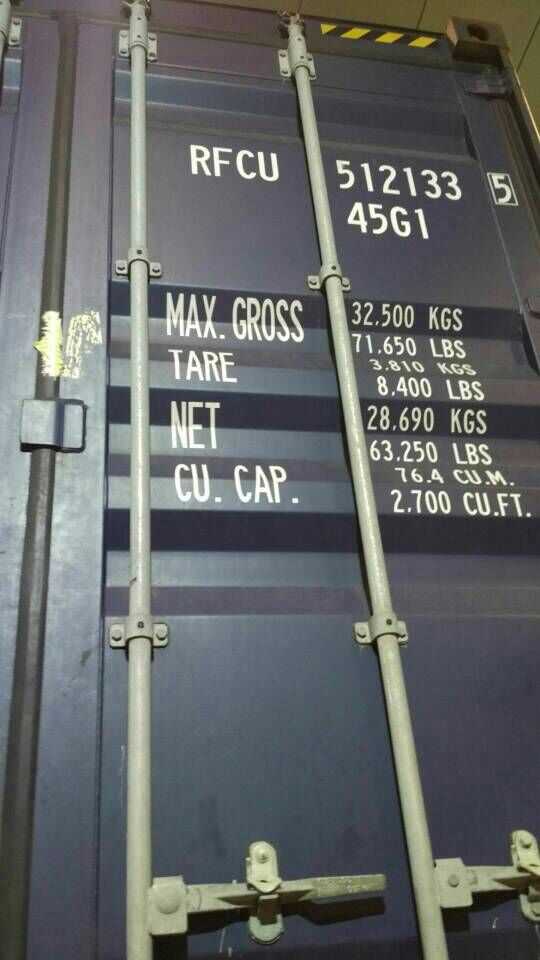 RFCU 512133 5
45G1
MAX. GROSS 32.500 KGS
71.650 LBS
TARE 3.810 KGS
8.400 LBS
NET 28.690 KGS
63.250 LBS
CU. CAP. 76.4 CU.M.
2.700 CU.FT.